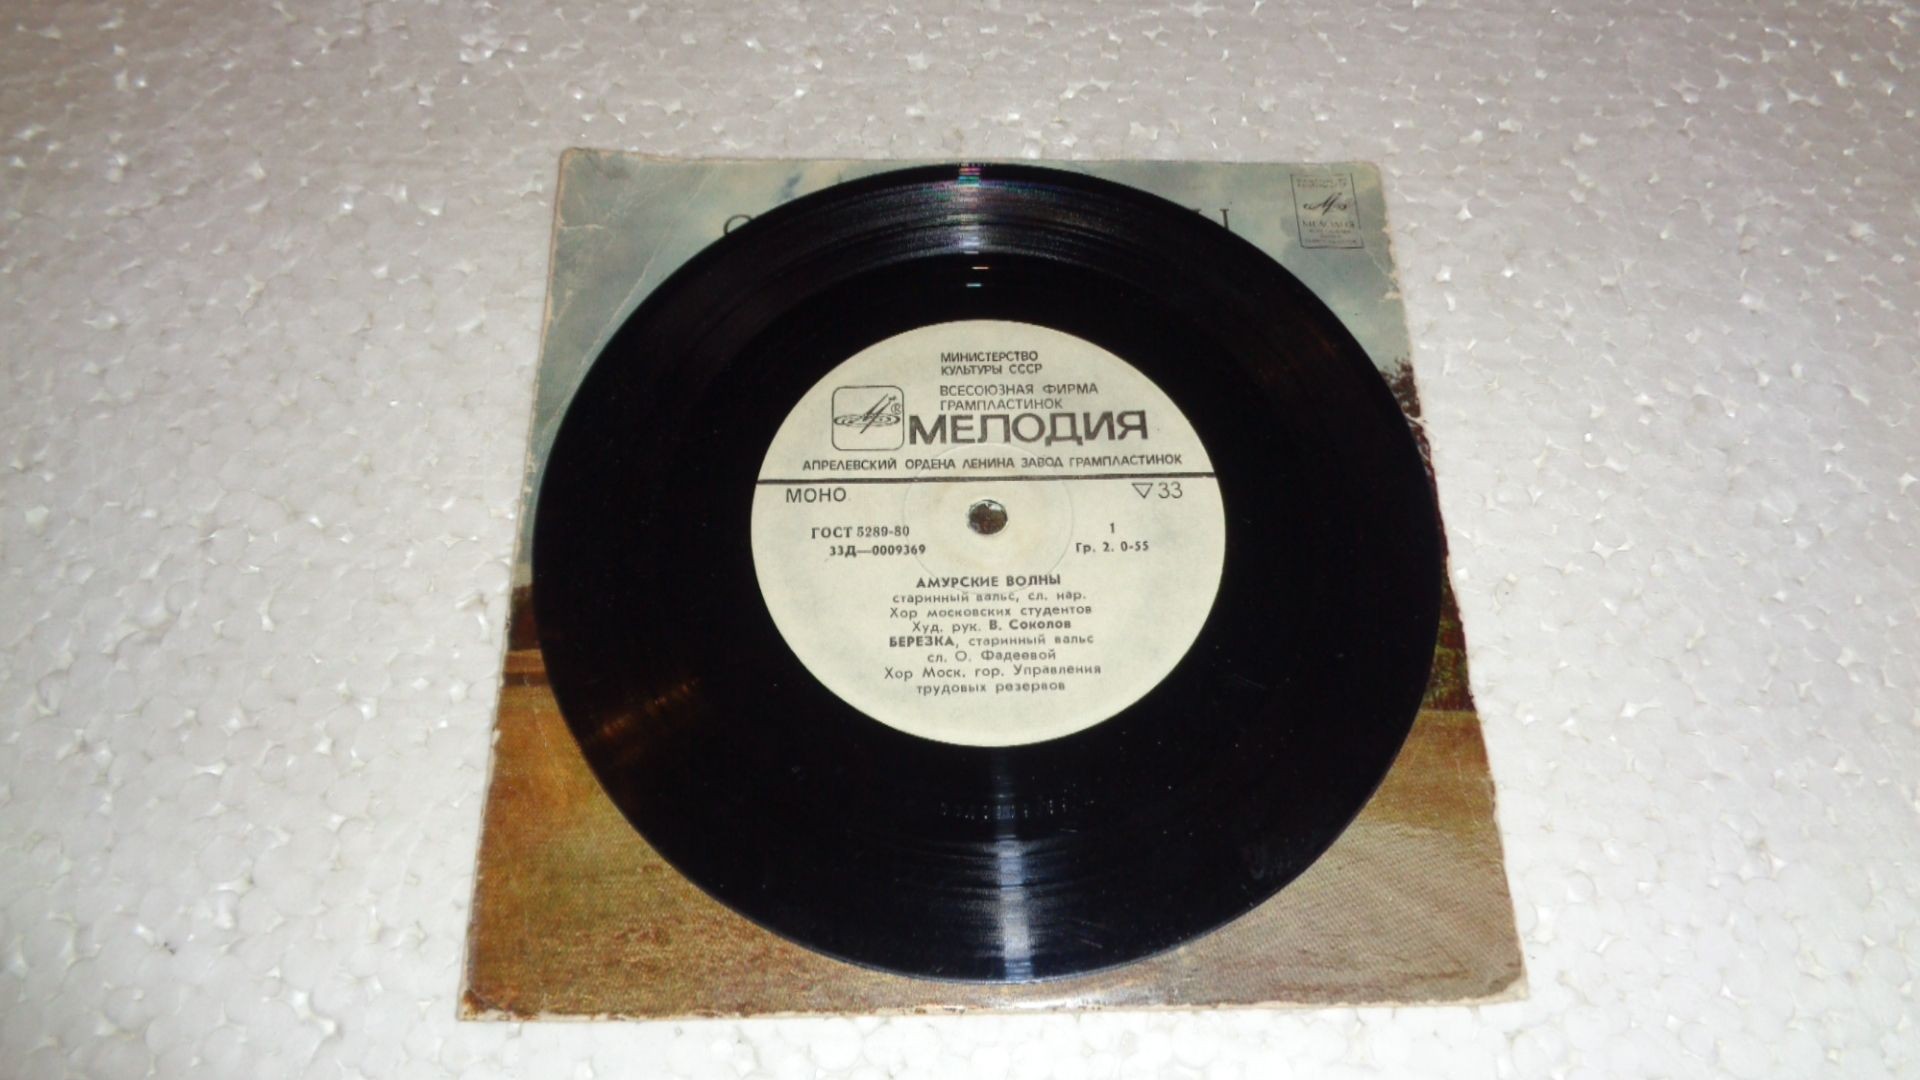 МЕЛОДИЯ
МИНИСТЕРСТВО
КУЛЬТУРЫ СССР
ВСЕСОЮЗНАЯ ФИРМА
ГРАМПЛАСТИНОК
МЕЛОДИЯ
АПРЕЛЕВСКИЙ ОРДЕНА ЛЕНИНА ЗАВОД ГРАМПЛАСТИНОК
МОНО ▽33
ГОСТ 5289-80 1
33Д—0009369 Гр. 2. 0-55
АМУРСКИЕ ВОЛНЫ
старинный вальс, сл. нар.
Хор московских студентов
Худ. рук. В. Соколов
БЕРЕЗКА, старинный вальс
сл. О. Фадеевой
Хор Моск. гор. Управления
трудовых резервов